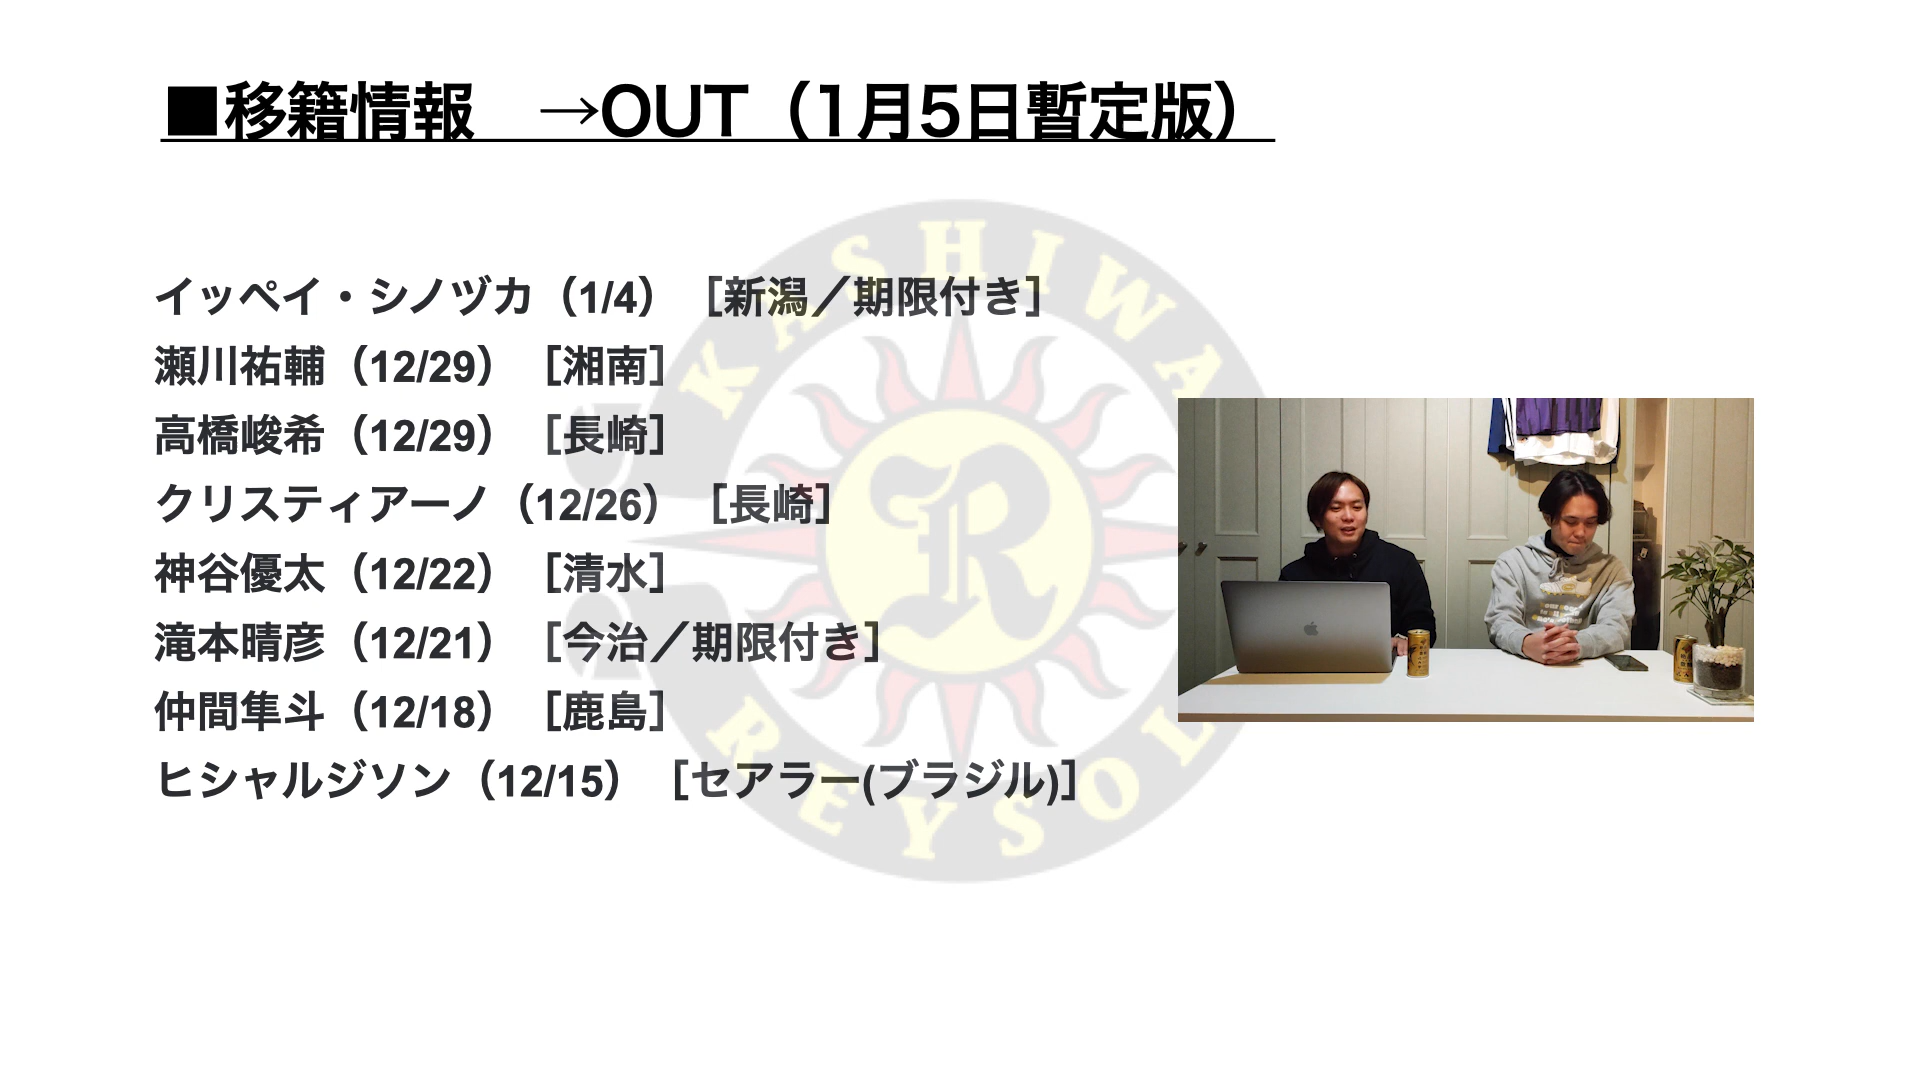 ■移籍情報　→OUT（1月5日暫定版）
イッペイ・シノヅカ（1/4）［新潟／期限付き］
瀬川祐輔（12/29）［湘南］
高橋峻希（12/29）［長崎］
クリスティアーノ（12/26）［長崎］
神谷優太（12/22）［清水］
滝本晴彦（12/21）［今治／期限付き］
仲間隼斗（12/18）［鹿島］
ヒシャルジソン（12/15）［セアラー(ブラジル)］
KASHIWA
R
REYSOL